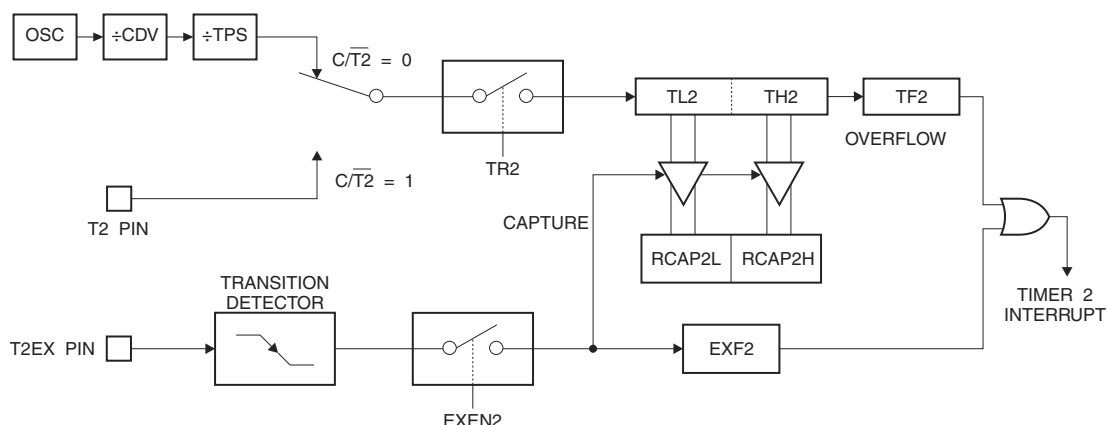 OSC
÷CDV
÷TPS
C/T2 = 0
TR2
TL2
TH2
TF2
OVERFLOW
C/T2 = 1
T2 PIN
CAPTURE
RCAP2L
RCAP2H
TIMER 2
INTERRUPT
TRANSITION
DETECTOR
T2EX PIN
EXF2
EXEN2